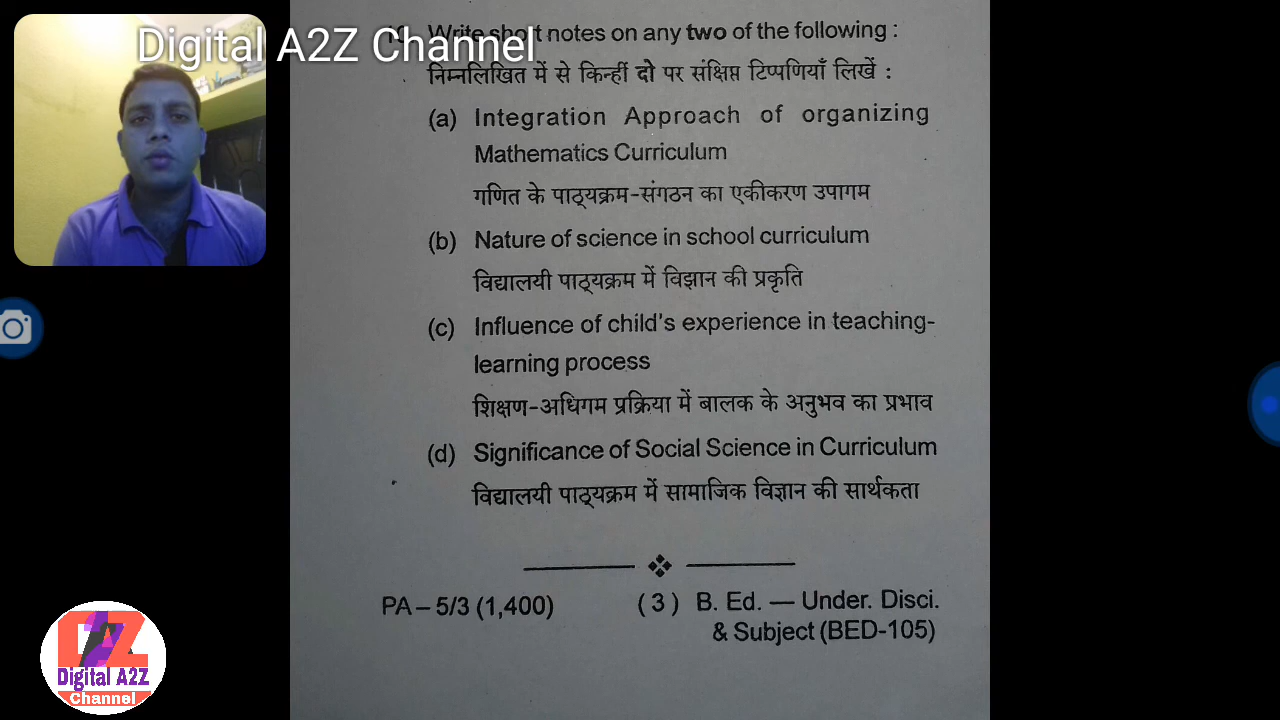 Digital A2Z Channel
10. Write short notes on any two of the following :
निम्नलिखित में से किन्हीं दो पर संक्षिप्त टिप्पणियाँ लिखें :
(a) Integration Approach of organizing
Mathematics Curriculum
गणित के पाठ्यक्रम-संगठन का एकीकरण उपागम
(b) Nature of science in school curriculum
विद्यालयी पाठ्यक्रम में विज्ञान की प्रकृति
(c) Influence of child's experience in teaching-
learning process
शिक्षण-अधिगम प्रक्रिया में बालक के अनुभव का प्रभाव
(d) Significance of Social Science in Curriculum
विद्यालयी पाठ्यक्रम में सामाजिक विज्ञान की सार्थकता
PA – 5/3 (1,400) ( 3 ) B. Ed. — Under. Disci.
& Subject (BED-105)
Digital A2Z
Channel